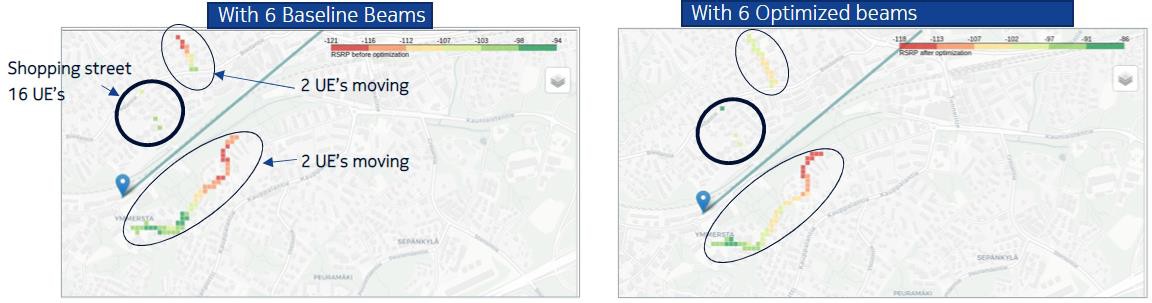 With 6 Baseline Beams
With 6 Optimized beams
-121 -116 -112 -107 -103 -98 -94
RSRP before optimization
-118 -113 -107 -102 -97 -91 -86
RSRP after optimization
Shopping street
16 UE's
2 UE's moving
2 UE's moving
Kauniaistentie
Kauppalantie
YMMERSTA
SEPÄNKYLÄ
PEURAMÄKI
Kauppalantie
YMMERSTA
SEPÄNKYLÄ
PEURAMÄKI